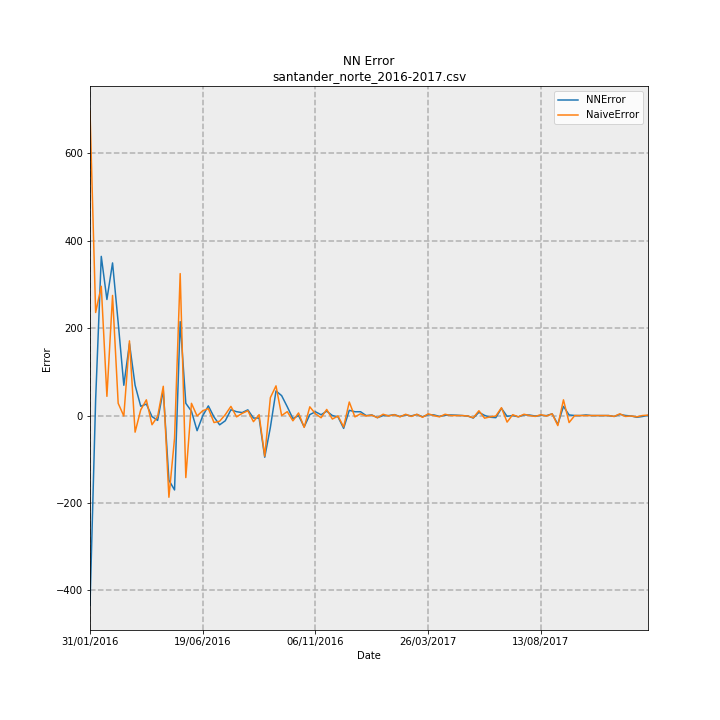 NN Error
santander_norte_2016-2017.csv
NNError
NaiveError
600
400
200
0
−200
−400
Error
31/01/2016
19/06/2016
06/11/2016
26/03/2017
13/08/2017
Date